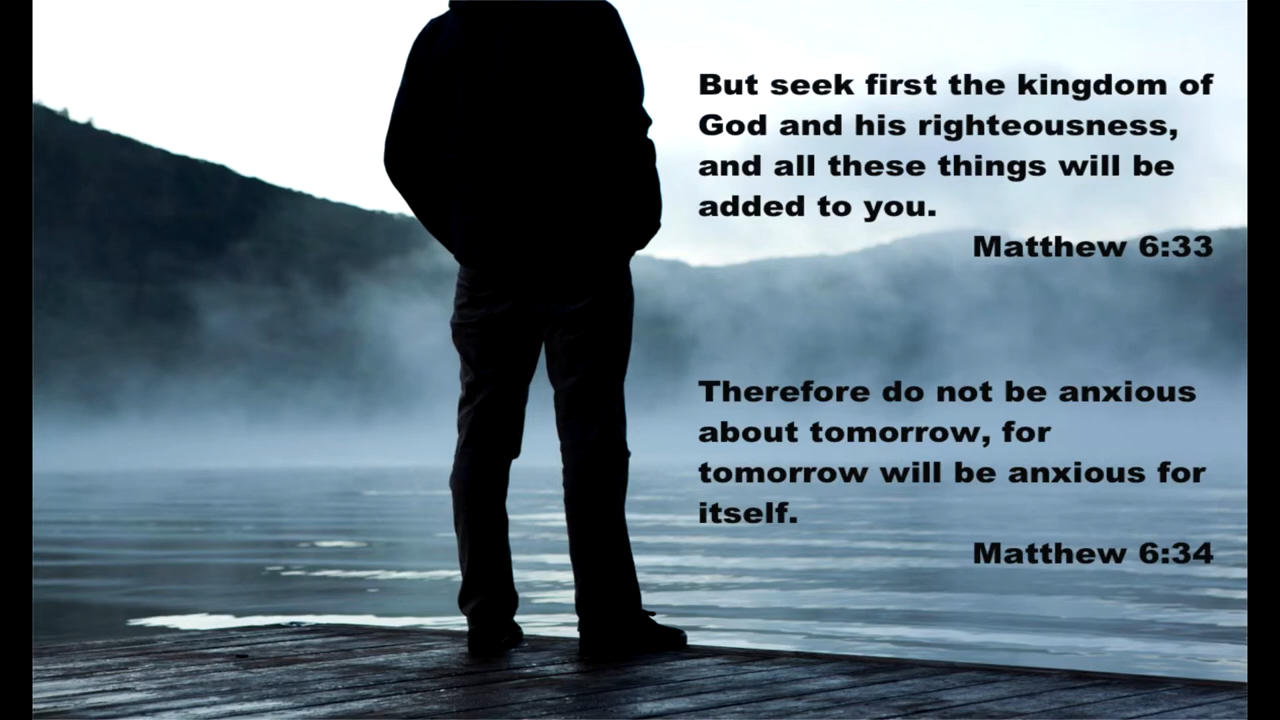 But seek first the kingdom of
God and his righteousness,
and all these things will be
added to you.
Matthew 6:33
Therefore do not be anxious
about tomorrow, for
tomorrow will be anxious for
itself.
Matthew 6:34